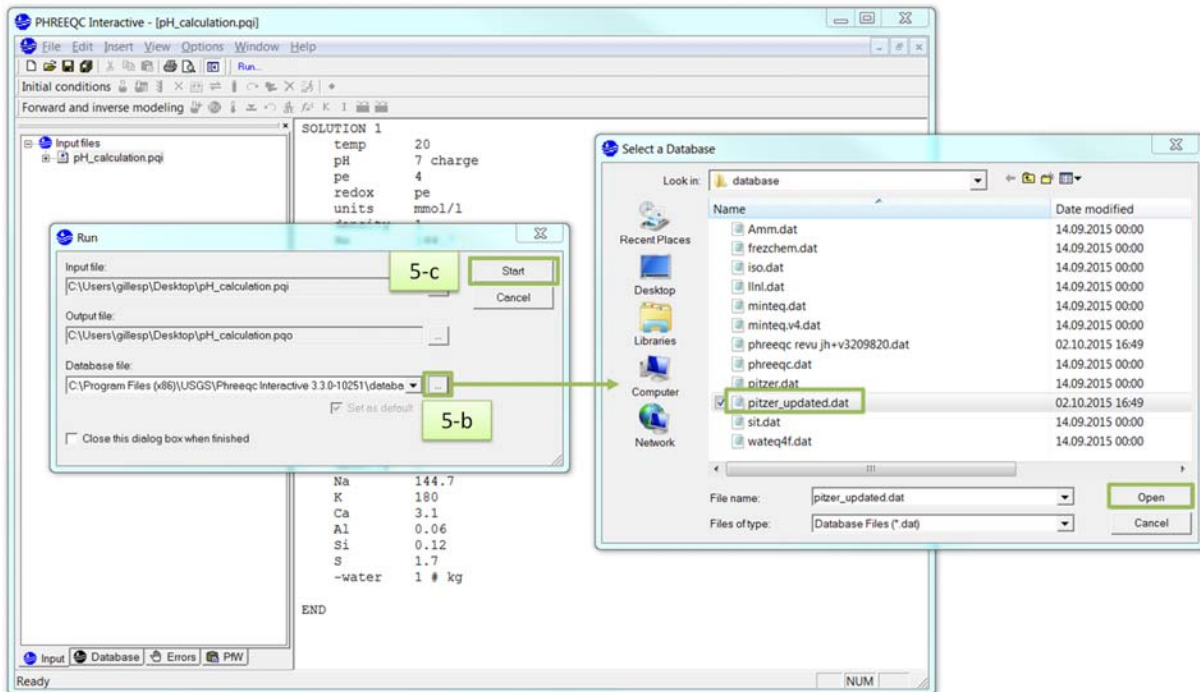 PHREEQC Interactive - [pH_calculation.pqi]
File Edit Insert View Options Window Help
Run...
Initial conditions
Forward and inverse modeling
Input files
pH_calculation.pqi
SOLUTION 1
temp 20
pH 7 charge
pe 4
redox pe
units mmol/l
density 1
Na 144.7
Run
Input file:
C:\Users\gillesp\Desktop\pH_calculation.pqi
5-c
Start
Cancel
Output file:
C:\Users\gillesp\Desktop\pH_calculation.pqo
...
Database file:
C:\Program Files (x86)\USGS\Phreeqc Interactive 3.3.0-10251\databa
...
Set as default
5-b
Close this dialog box when finished
Na 144.7
K 180
Ca 3.1
Al 0.06
Si 0.12
S 1.7
-water 1 # kg
END
Input Database Errors PfW
Ready
NUM
Select a Database
Look in: database
Recent Places
Desktop
Libraries
Computer
Network
Name Date modified
Amm.dat 14.09.2015 00:00
frezchem.dat 14.09.2015 00:00
iso.dat 14.09.2015 00:00
llnl.dat 14.09.2015 00:00
minteq.dat 14.09.2015 00:00
minteq.v4.dat 14.09.2015 00:00
phreeqc revu jh+v3209820.dat 02.10.2015 16:49
phreeqc.dat 14.09.2015 00:00
pitzer.dat 14.09.2015 00:00
pitzer_updated.dat 02.10.2015 16:49
sit.dat 14.09.2015 00:00
wateq4f.dat 14.09.2015 00:00
File name: pitzer_updated.dat
Open
Files of type: Database Files (*.dat)
Cancel